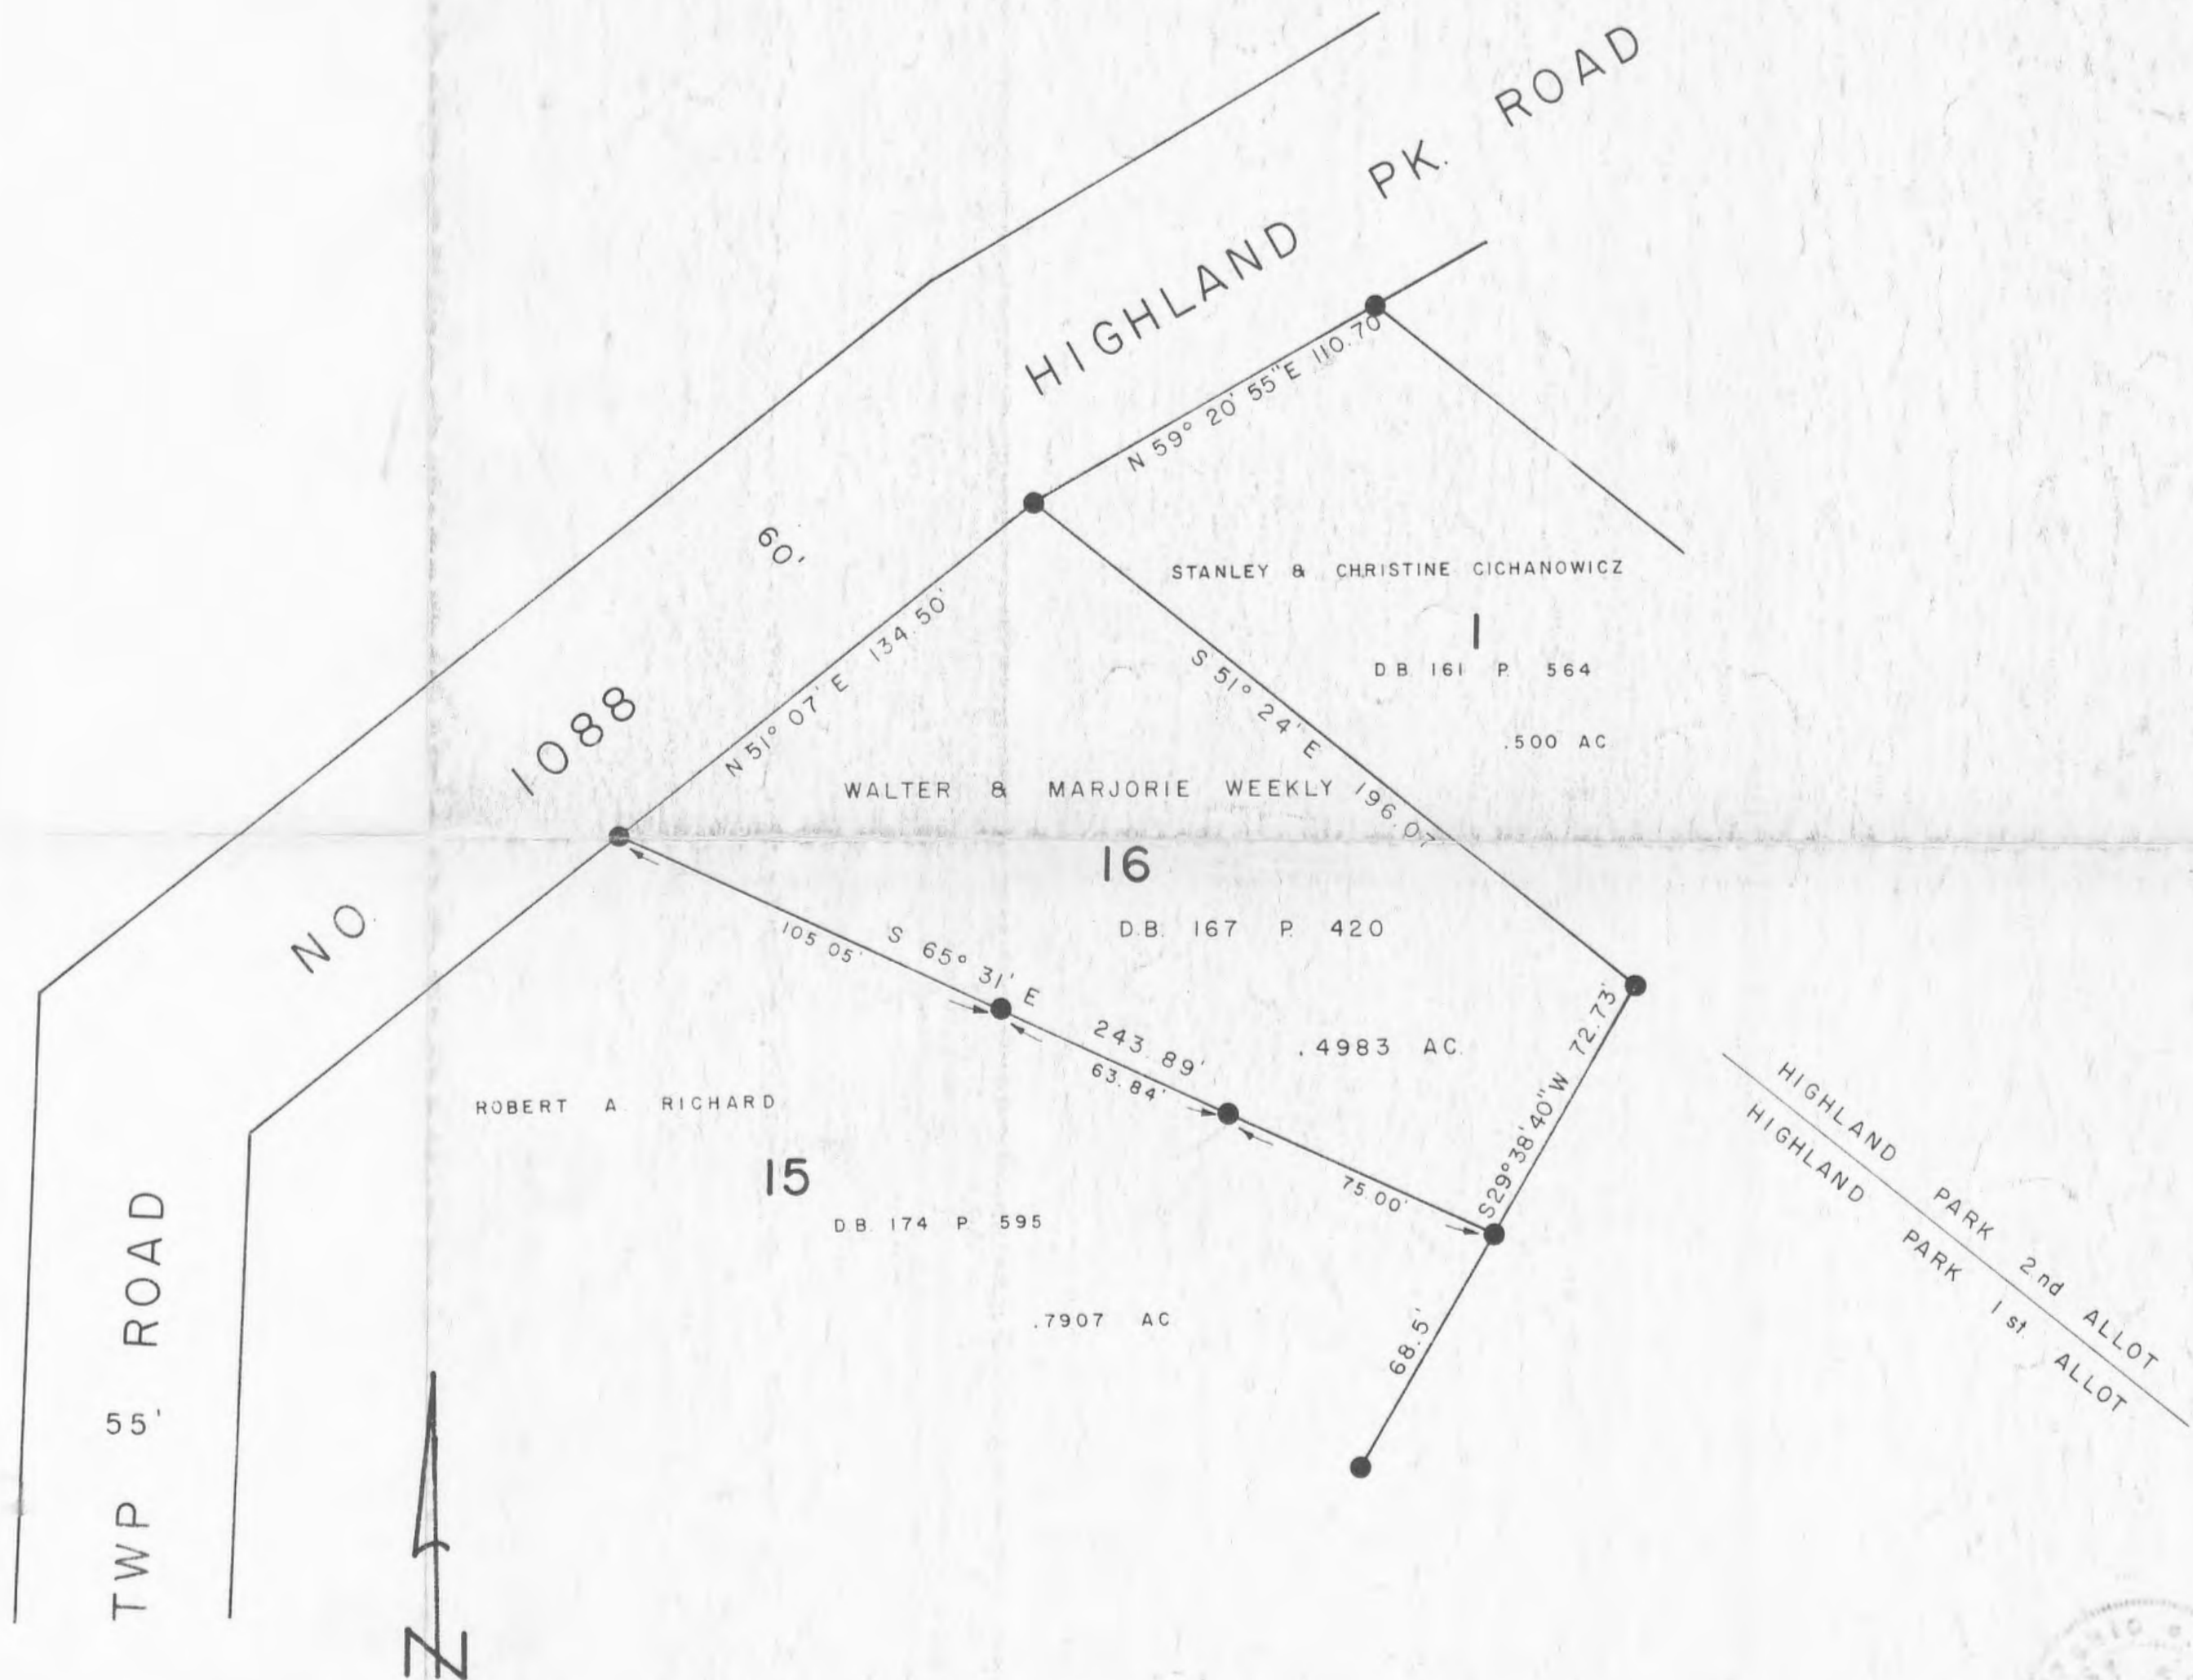 HIGHLAND PK. ROAD
N 59° 20' 55"E 110.70'
60'
STANLEY & CHRISTINE CICHANOWICZ
1
D.B. 161 P. 564
.500 AC
N 51° 07' E 134.50'
S 51° 24' E 196.07'
1088
WALTER & MARJORIE WEEKLY
16
D.B. 167 P. 420
.4983 AC.
NO.
105.05'
S 65° 31' E 243.89'
63.84'
75.00'
S29°38'40"W 72.73'
ROBERT A. RICHARD
15
D.B. 174 P. 595
.7907 AC
68.5'
HIGHLAND PARK 2nd ALLOT
HIGHLAND PARK 1st. ALLOT
TWP 55' ROAD
N